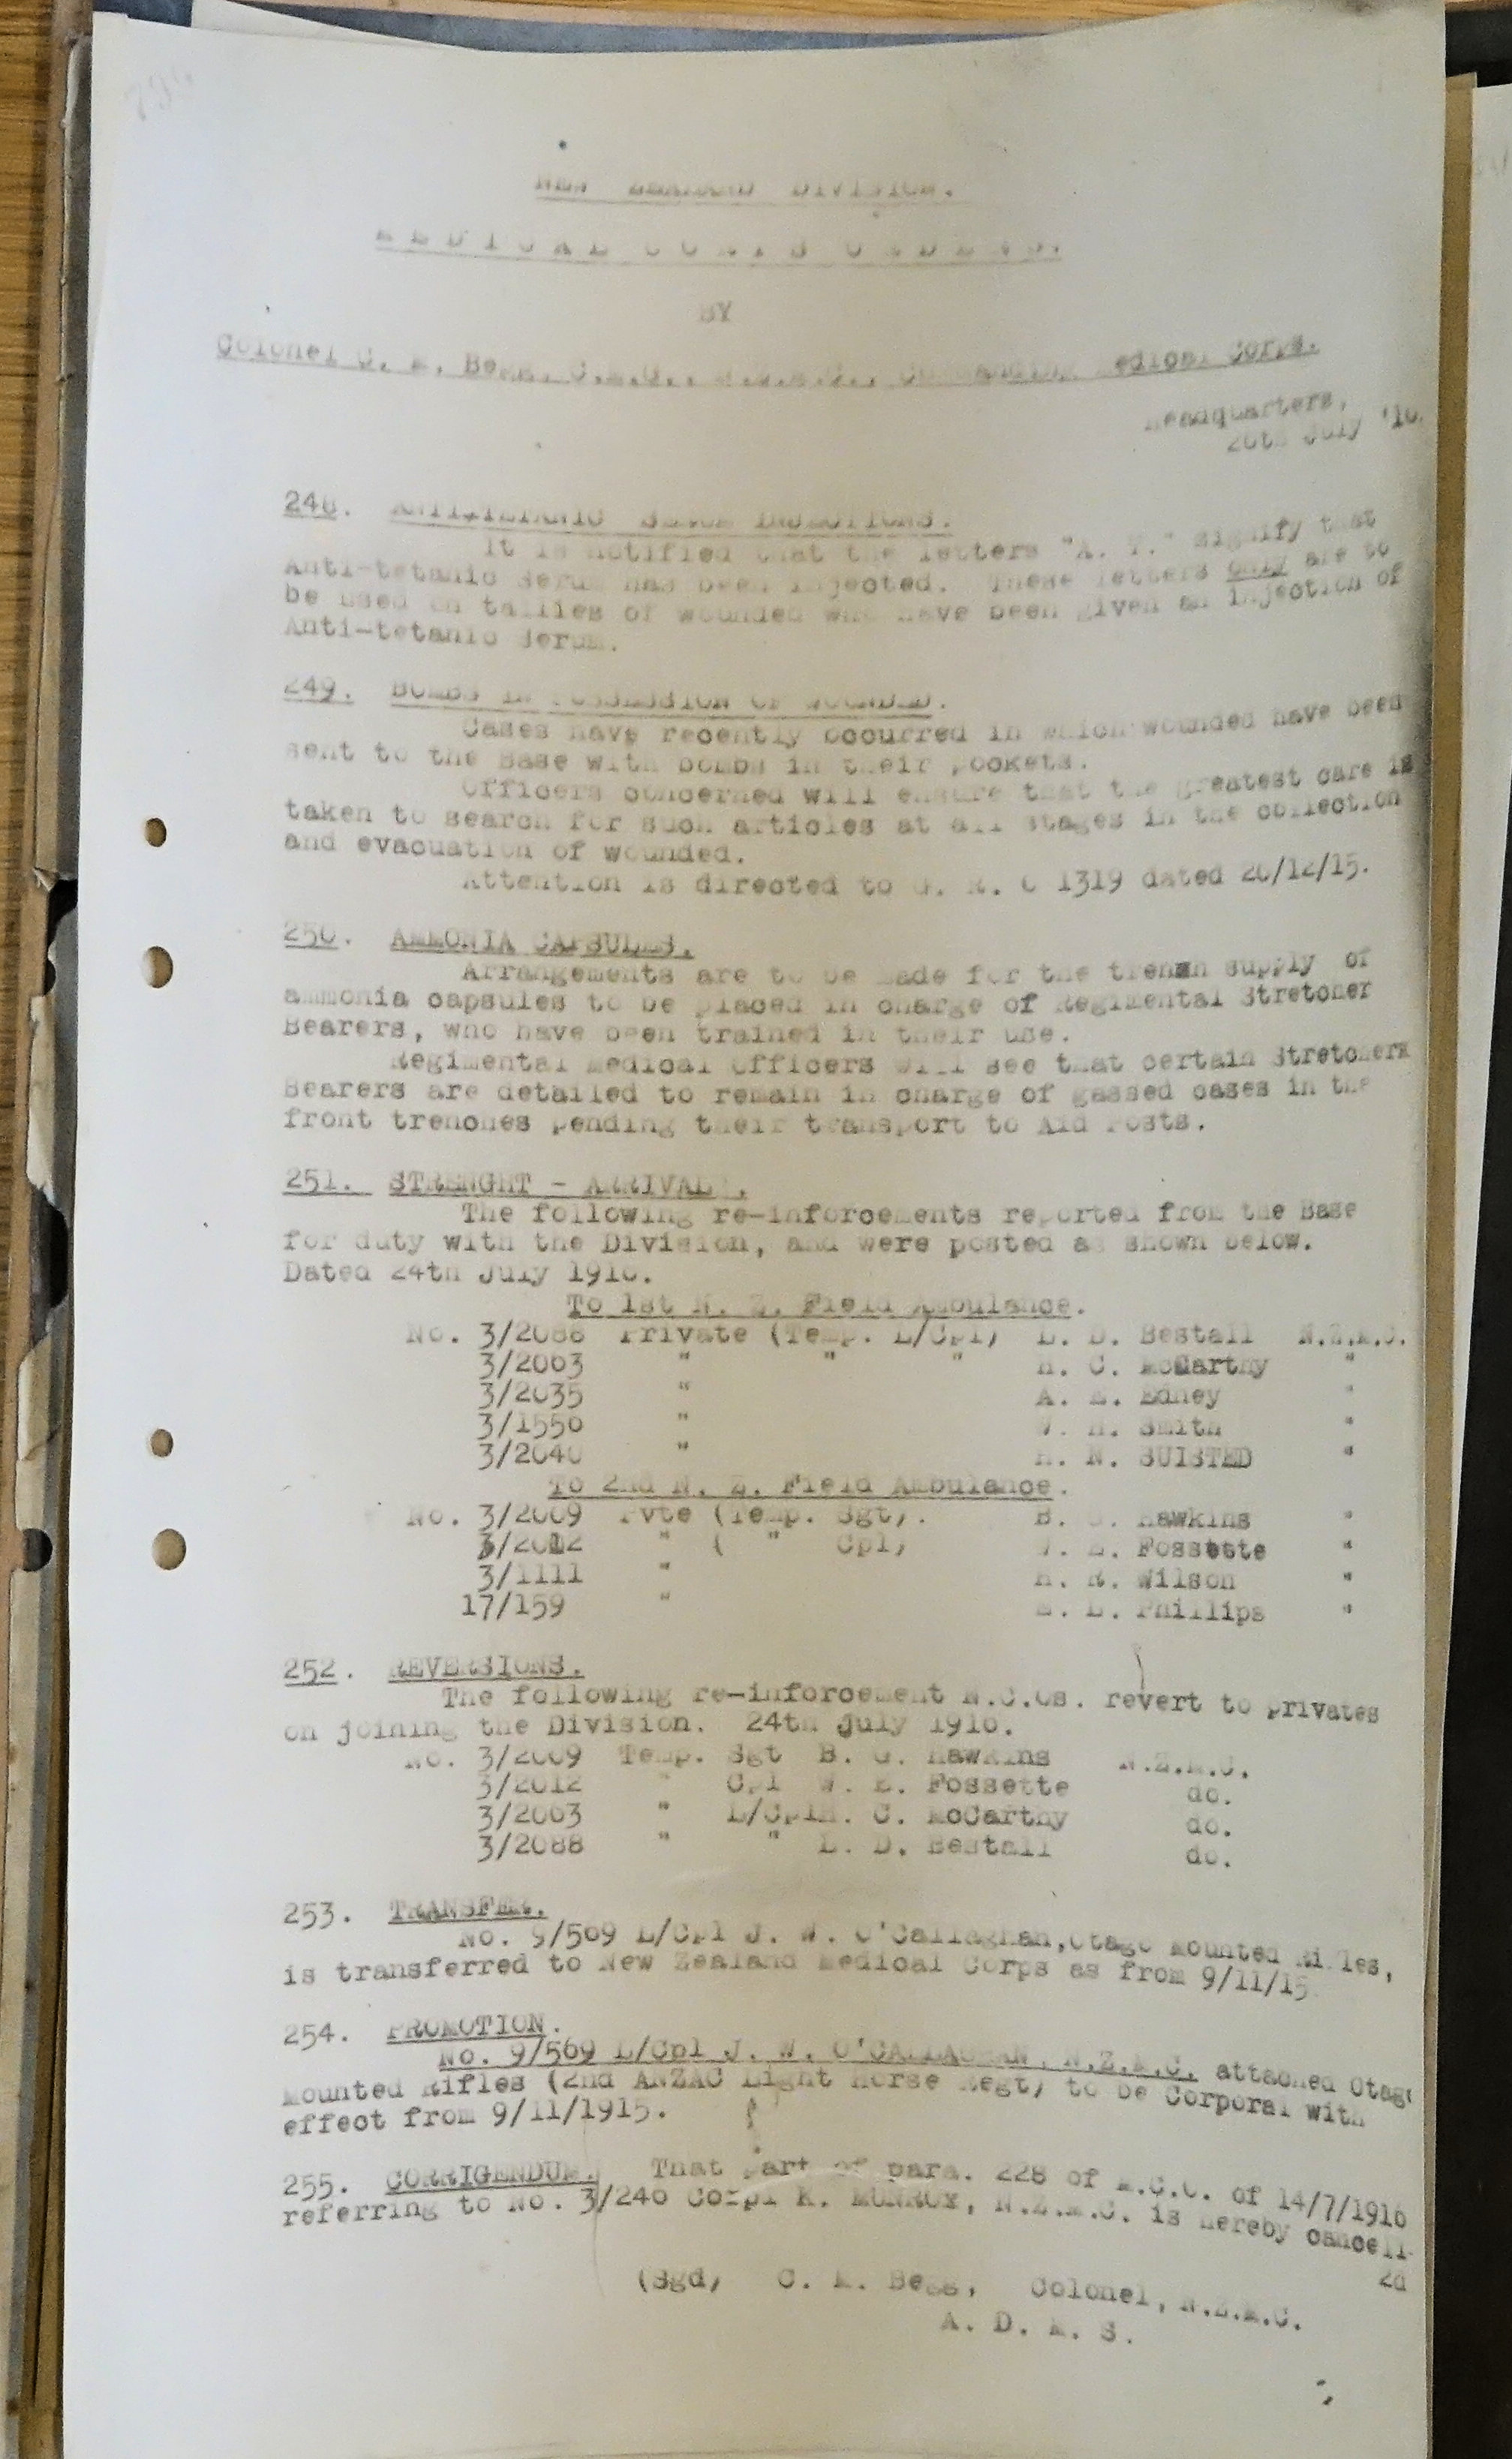 NEW ZEALAND DIVISION.
MEDICAL CORPS ORDERS.
BY
Colonel C. M. Begg, C.M.G., N.Z.M.C., Commanding Medical Corps.
Headquarters,
July '16.
248. ANTI-TETANIC SERUM INJECTIONS.
It is notified that the letters "A. T." signify that
Anti-tetanic Serum has been injected. These letters only are to
be used on tallies of wounded who have been given an injection of
Anti-tetanic Serum.
249. BOMBS IN POSSESSION OF WOUNDED.
Cases have recently occurred in which wounded have been
sent to the Base with bombs in their pockets.
Officers concerned will ensure that the greatest care is
taken to search for such articles at all stages in the collection
and evacuation of wounded.
Attention is directed to G. R. O 1319 dated 26/12/15.
250. AMMONIA CAPSULES.
Arrangements are to be made for the supply of
ammonia capsules to be placed in charge of Regimental Stretcher
Bearers, who have been trained in their use.
Regimental Medical Officers will see that certain Stretchers
Bearers are detailed to remain in charge of gassed cases in the
front trenches pending their transport to Aid Posts.
251. STRENGHT - ARRIVALS.
The following re-inforcements reported from the Base
for duty with the Division, and were posted as shown below.
Dated 24th July 1916.
To 1st N. Z. Field Ambulance.
No. 3/2088 Private (Temp. L/Cpl) L. D. Bestall N.Z.M.C.
3/2063 " " " H. C. McCarthy "
3/2035 " A. E. Edney "
3/1550 " W. H. Smith "
3/2040 " H. N. SUISTED "
To 2nd N. Z. Field Ambulance.
No. 3/2009 Pvte (Temp. Sgt). B. G. Hawkins "
3/2012 " ( " Cpl) W. E. Fossette "
3/1111 " H. R. Wilson "
17/159 " L. Phillips "
252. REVERSIONS.
The following re-inforcement N.C.Os. revert to privates
on joining the Division. 24th July 1916.
No. 3/2009 Temp. Sgt B. G. Hawkins N.Z.M.C.
3/2012 " Cpl W. E. Fossette do.
3/2063 " L/CplH. C. McCarthy do.
3/2088 " " L. D. Bestall do.
253. TRANSFER.
No. 9/569 L/Cpl J. W. O'Callaghan,Otago Mounted Rifles,
is transferred to New Zealand Medical Corps as from 9/11/15
254. PROMOTION.
No. 9/569 L/Cpl J. W. O'CALLAGHAN, N.Z.M.C. attached Otago
Mounted Rifles (2nd ANZAC Light Horse Regt) to be Corporal with
effect from 9/11/1915.
255. CORRIGENDUM. That part of para. 228 of M.C.O. of 14/7/1916
referring to No. 3/246 Corpl K. MUNROE, N.Z.M.C. is hereby cancell-
ed
(Sgd) C. M. Begg, Colonel, N.Z.M.C.
A. D. M. S.